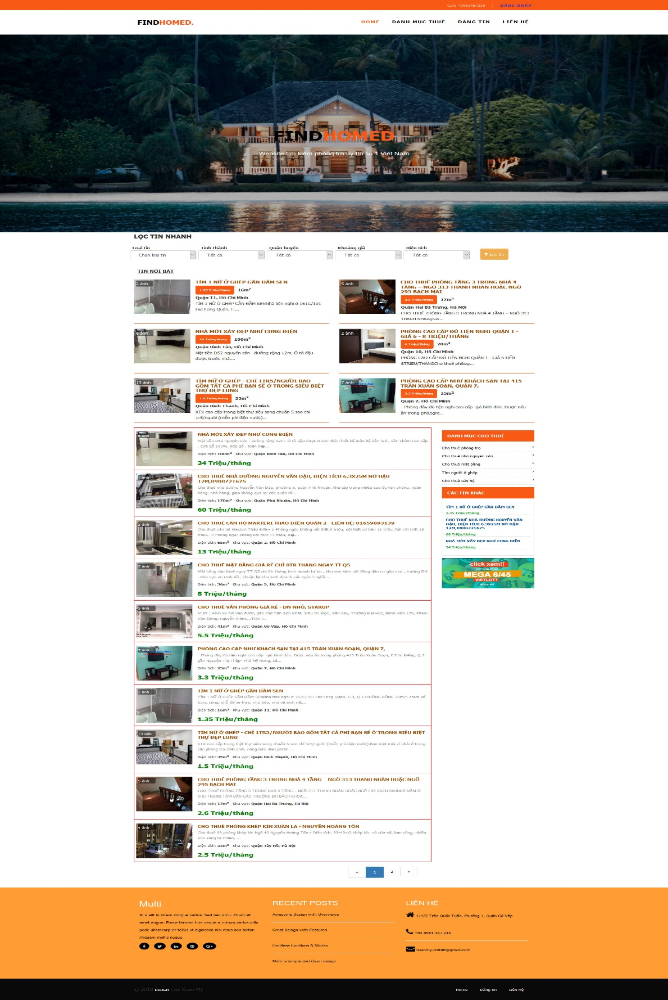 Call: +0961467216
ĐĂNG NHẬP
FINDHOMED.
HOME
DANH MỤC THUÊ
ĐĂNG TIN
LIÊN HỆ
FINDHOMED
Website tìm kiếm phòng trọ uy tín số 1 Việt Nam
LỌC TIN NHANH
Loại tin
Tỉnh thành
Quận huyện
Khoảng giá
Diện tích
Chọn loại tin
Tất cả
Tất cả
Tất cả
Tất cả
Lọc tin
TIN NỔI BẬT
2 ảnh
TÌM 1 NỮ Ở GHÉP GẦN ĐẦM SEN
1.35 Triệu/tháng 16m²
Quận 11, Hồ Chí Minh
TÌM 1 NỮ Ở GHÉP GẦN ĐẦM SENNhà tiện nghi ở 161C/101
Lạc Long Quân, F....
5 ảnh
CHO THUÊ PHÒNG TẦNG 3 TRONG NHÀ 4
TẦNG – NGÕ 313 THANH NHÀN HOẶC NGÕ
295 BẠCH MAI
2.6 Triệu/tháng 17m²
Quận Hai Bà Trưng, Hà Nội
CHO THUÊ PHÒNG TẦNG 3 TRONG NHÀ 4 TẦNG – NGÕ 313
THANH NH&Agrav...
6 ảnh
NHÀ MỚI XÂY ĐẸP NHƯ CUNG ĐIỆN
34 Triệu/tháng 100m²
Quận Bình Tân, Hồ Chí Minh
Mặt tiền D52 nguyên căn . đường rộng 12m. Ô tô đậu
được trước nhà....
2 ảnh
PHÒNG CAO CẤP ĐỦ TIỆN NGHI QUẬN 1 -
GIÁ 6 - 8 TRIỆU/THÁNG
6 Triệu/tháng 20m²
Quận 10, Hồ Chí Minh
PHÒNG CAO CẤP ĐỦ TIỆN NGHI QUẬN 1 - GIÁ 6 ĐẾN
8TRIEU/THÁNGCho thuê ph&og...
13 ảnh
TÌM NỮ Ở GHÉP - CHỈ 1TR5/NGƯỜI BAO
GỒM TẤT CẢ PHÍ BẠN SẼ Ở TRONG SIÊU BIỆT
THỰ ĐẸP LUNG
1.5 Triệu/tháng 35m²
Quận Bình Thạnh, Hồ Chí Minh
KTX cao cấp trong biệt thự siêu sang chuẩn 5 sao chỉ
1r5/người (miễn phí điện nước)...
7 ảnh
PHÒNG CAO CẤP NHƯ KHÁCH SẠN TẠI 415
TRẦN XUÂN SOẠN, QUẬN 7,
3.3 Triệu/tháng 25m²
Quận 7, Hồ Chí Minh
Phòng đầy đủ tiện nghi cao cấp giá bình dân. Được nấu
ăn trong ph&ogra...
6 ảnh
NHÀ MỚI XÂY ĐẸP NHƯ CUNG ĐIỆN
Mặt tiền D52 nguyên căn . đường rộng 12m. Ô tô đậu được trước nhà.Thiết kế toàn bộ đèn led , đèn chùm cao cấp
. cửa gỗ 100%, bếp gỗ . toàn b�...
Diện tích: 100m² Khu vực: Quận Bình Tân, Hồ Chí Minh
34 Triệu/tháng
1 ảnh
CHO THUÊ NHÀ ĐƯỜNG NGUYỄN VĂN ĐẬU, DIỆN TÍCH 6.3X25M NỞ HẬU
12M,0908721675
Cho thuê nhà đường Nguyễn Văn Đậu, phường 5, quận Phú Nhuận, khu tập trung nhiều cao ốc văn phòng, ngân
hàng, nhà hàng, giao thông qua lại các quận rấ...
Diện tích: 170m² Khu vực: Quận Phú Nhuận, Hồ Chí Minh
60 Triệu/tháng
3 ảnh
CHO THUÊ CĂN HỘ MARTERI THẢO ĐIỀN QUẬN 2 LIÊN HỆ: 01659893139
Cho thuê căn hộ Masteri Thảo Điền- 1 Phòng ngủ: Không nội thất 9 triệu, nội thất cơ bản 11 triệu, full nội thất 13
triệu.- 2 Phòng ngủ: Không nội thất 13 triệu, n�...
Diện tích: 65m² Khu vực: Quận 2, Hồ Chí Minh
13 Triệu/tháng
5 ảnh
CHO THUÊ MẶT BẰNG GIÁ RẺ CHỈ 8TR THÁNG NGAY TT Q5
Mặt bằng cho thuê ngay TT Q5 chỉ 8tr tháng kinh doanh tự do , khu vực sầm uất đông dân cư gần chợ , trường ĐH
. Khu vực an ninh tốt , thuận lợi cho kinh doanh các ngành nghề ...
Diện tích: 36m² Khu vực: Quận 5, Hồ Chí Minh
8 Triệu/tháng
5 ảnh
CHO THUÊ VĂN PHÒNG GIÁ RẺ - DN NHỎ, STARUP
Vị trí : Hẻm xe hơi vào được, gần chợ Tân Sơn Nhất, Siêu thị BigC, Sân bay, Trường Đại Học, Bệnh viện 175, Phạm
Văn Đồng, nguyễn Kiệm....Tiện í...
Diện tích: 41m² Khu vực: Quận Gò Vấp, Hồ Chí Minh
5.5 Triệu/tháng
7 ảnh
PHÒNG CAO CẤP NHƯ KHÁCH SẠN TẠI 415 TRẦN XUÂN SOẠN, QUẬN 7,
Phòng đầy đủ tiện nghi cao cấp giá bình dân. Được nấu ăn trong phòng.415 Trần Xuân Soạn, P.Tân Kiểng, Q.7
gần Nguyễn Thị Thập- Phú Mỹ Hưng, cá...
Diện tích: 25m² Khu vực: Quận 7, Hồ Chí Minh
3.3 Triệu/tháng
2 ảnh
TÌM 1 NỮ Ở GHÉP GẦN ĐẦM SEN
TÌM 1 NỮ Ở GHÉP GẦN ĐẦM SENNhà tiện nghi ở 161C/101 Lạc Long Quân, F.3, Q.11PHÒNG RỘNG 16m2: chưa kể
bang công, chỗ để xe free, nhà bếp, nhà vệ sinh ri&...
Diện tích: 16m² Khu vực: Quận 11, Hồ Chí Minh
1.35 Triệu/tháng
13 ảnh
TÌM NỮ Ở GHÉP - CHỈ 1TR5/NGƯỜI BAO GỒM TẤT CẢ PHÍ BẠN SẼ Ở TRONG SIÊU BIỆT
THỰ ĐẸP LUNG
KTX cao cấp trong biệt thự siêu sang chuẩn 5 sao chỉ 1r5/người (miễn phí điện nước).Bạn mệt mỏi vì phải ở trong
các phòng trọ chật chội, nóng bức. Bạn phiền ...
Diện tích: 35m² Khu vực: Quận Bình Thạnh, Hồ Chí Minh
1.5 Triệu/tháng
5 ảnh
CHO THUÊ PHÒNG TẦNG 3 TRONG NHÀ 4 TẦNG NGÕ 313 THANH NHÀN HOẶC NGÕ
295 BẠCH MAI
CHO THUÊ PHÒNG TẦNG 3 TRONG NHÀ 4 TẦNG – NGÕ 313 THANH NHÀN HOẶC NGÕ 295 BẠCH MAINHÀ NẰM Ở
KHU TRUNG TÂM GẦN CÁC TRƯỜNG ĐH BÁCH KHOA...
Diện tích: 17m² Khu vực: Quận Hai Bà Trưng, Hà Nội
2.6 Triệu/tháng
4 ảnh
CHO THUÊ PHÒNG KHÉP KÍN XUÂN LA - NGUYỄN HOÀNG TÔN
Cho thuê 03 phòng khép kín Ngõ 46 Nguyễn Hoàng Tôn:- Diện tích: 33-40m2 khép kín, có cửa sổ, ban công, nhiều
ánh sáng tự nhiên, ...
Diện tích: 33m² Khu vực: Quận Tây Hồ, Hà Nội
2.5 Triệu/tháng
DANH MỤC CHO THUÊ
Cho thuê phòng trọ
Cho thuê nhà nguyên căn
Cho thuê mặt bằng
Tìm người ở ghép
Cho thuê căn hộ
CÁC TIN KHÁC
TÌM 1 NỮ Ở GHÉP GẦN ĐẦM SEN
1.35 Triệu/tháng
CHO THUÊ NHÀ ĐƯỜNG NGUYỄN VĂN
ĐẬU, DIỆN TÍCH 6.3X25M NỞ HẬU
12M,0908721675
60 Triệu/tháng
NHÀ MỚI XÂY ĐẸP NHƯ CUNG ĐIỆN
34 Triệu/tháng
click xem!!
MEGA 6/45
VIETLOTT
« 1 2 »
Multi
In a elit in lorem congue varius. Sed nec arcu. Etiam sit
amet augue. Fusce fermen tum neque a rutrum varius odio
pede ullamcorp-er tellus ut dignissim nisi risus non tortor.
Aliquam mollis neque.
RECENT POSTS
Awesome Design with Overviews
Great Design with Features
Limitless functions & Works
Multi is simple and clean design
LIÊN HỆ
114/3 Trần Quốc Tuấn, Phường 1, Quận Gò Vấp
+84 0961 467 216
xuanmy.cntt96@gmail.com
© 2018 DISIGN Cao Xuân Mỹ
Home
Đăng tin
Liên Hệ